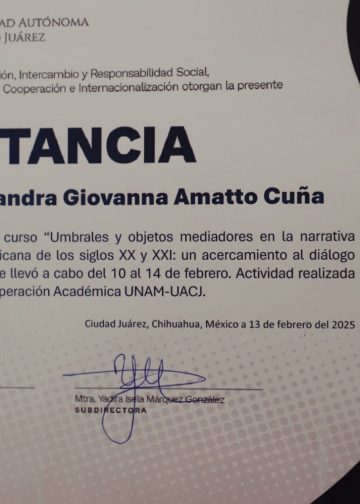 AD AUTÓNOMA
JUÁREZ
ión, Intercambio y Responsabilidad Social,
Cooperación e Internacionalización otorgan la presente
TANCIA
andra Giovanna Amatto Cuña
curso “Umbrales y objetos mediadores en la narrativa
icana de los siglos XX y XXI: un acercamiento al diálogo
e llevó a cabo del 10 al 14 de febrero. Actividad realizada
peración Académica UNAM-UACJ.
Ciudad Juárez, Chihuahua, México a 13 de febrero del 2025
Mtra. Yadira Isela Márquez González
SUBDIRECTORA